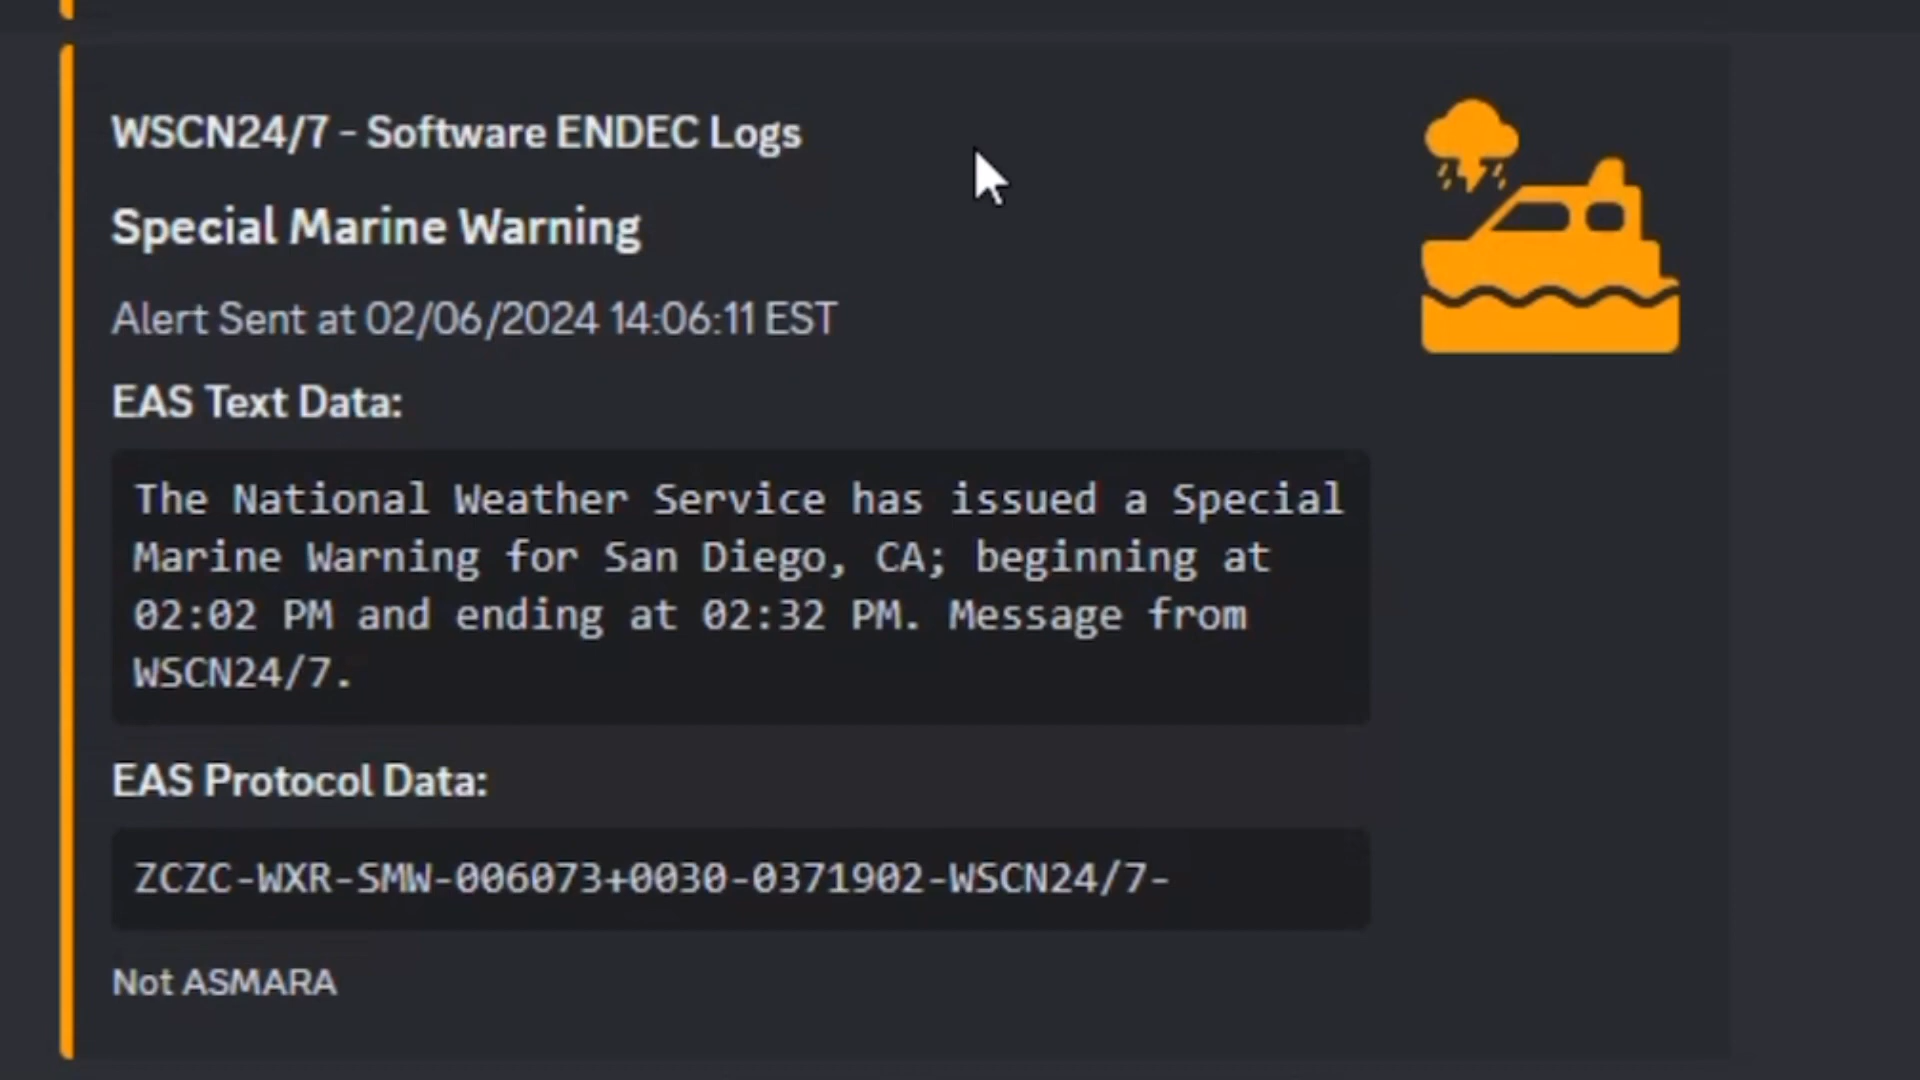 WSCN24/7 - Software ENDEC Logs
Special Marine Warning
Alert Sent at 02/06/2024 14:06:11 EST
EAS Text Data:
The National Weather Service has issued a Special
Marine Warning for San Diego, CA; beginning at
02:02 PM and ending at 02:32 PM. Message from
WSCN24/7.
EAS Protocol Data:
ZCZC-WXR-SMW-006073+0030-0371902-WSCN24/7-
Not ASMARA